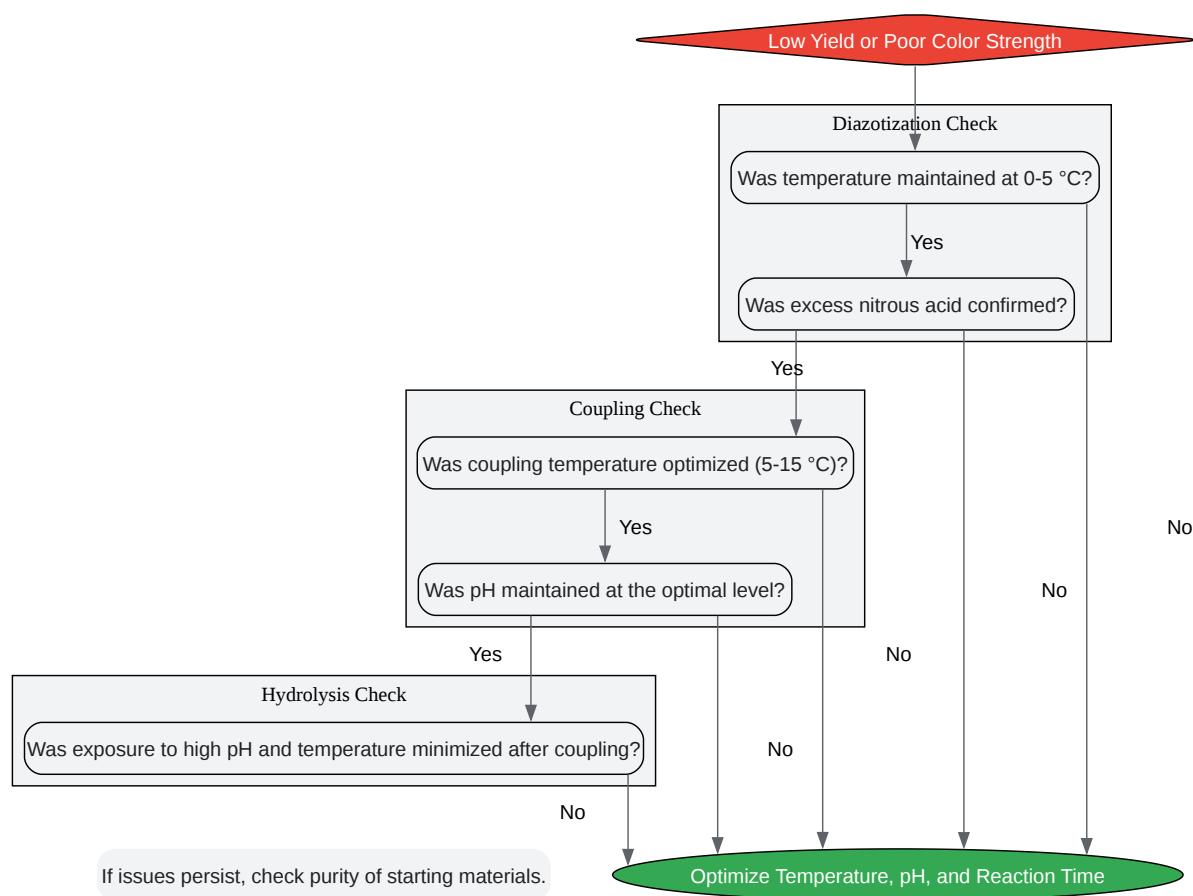 Low Yield or Poor Color Strength
Diazotization Check
Was temperature maintained at 0-5 °C?
Yes
Was excess nitrous acid confirmed?
Yes
Coupling Check
Was coupling temperature optimized (5-15 °C)?
Yes
No
Was pH maintained at the optimal level?
No
Yes
No
Hydrolysis Check
Was exposure to high pH and temperature minimized after coupling?
No
No
If issues persist, check purity of starting materials.
Optimize Temperature, pH, and Reaction Time